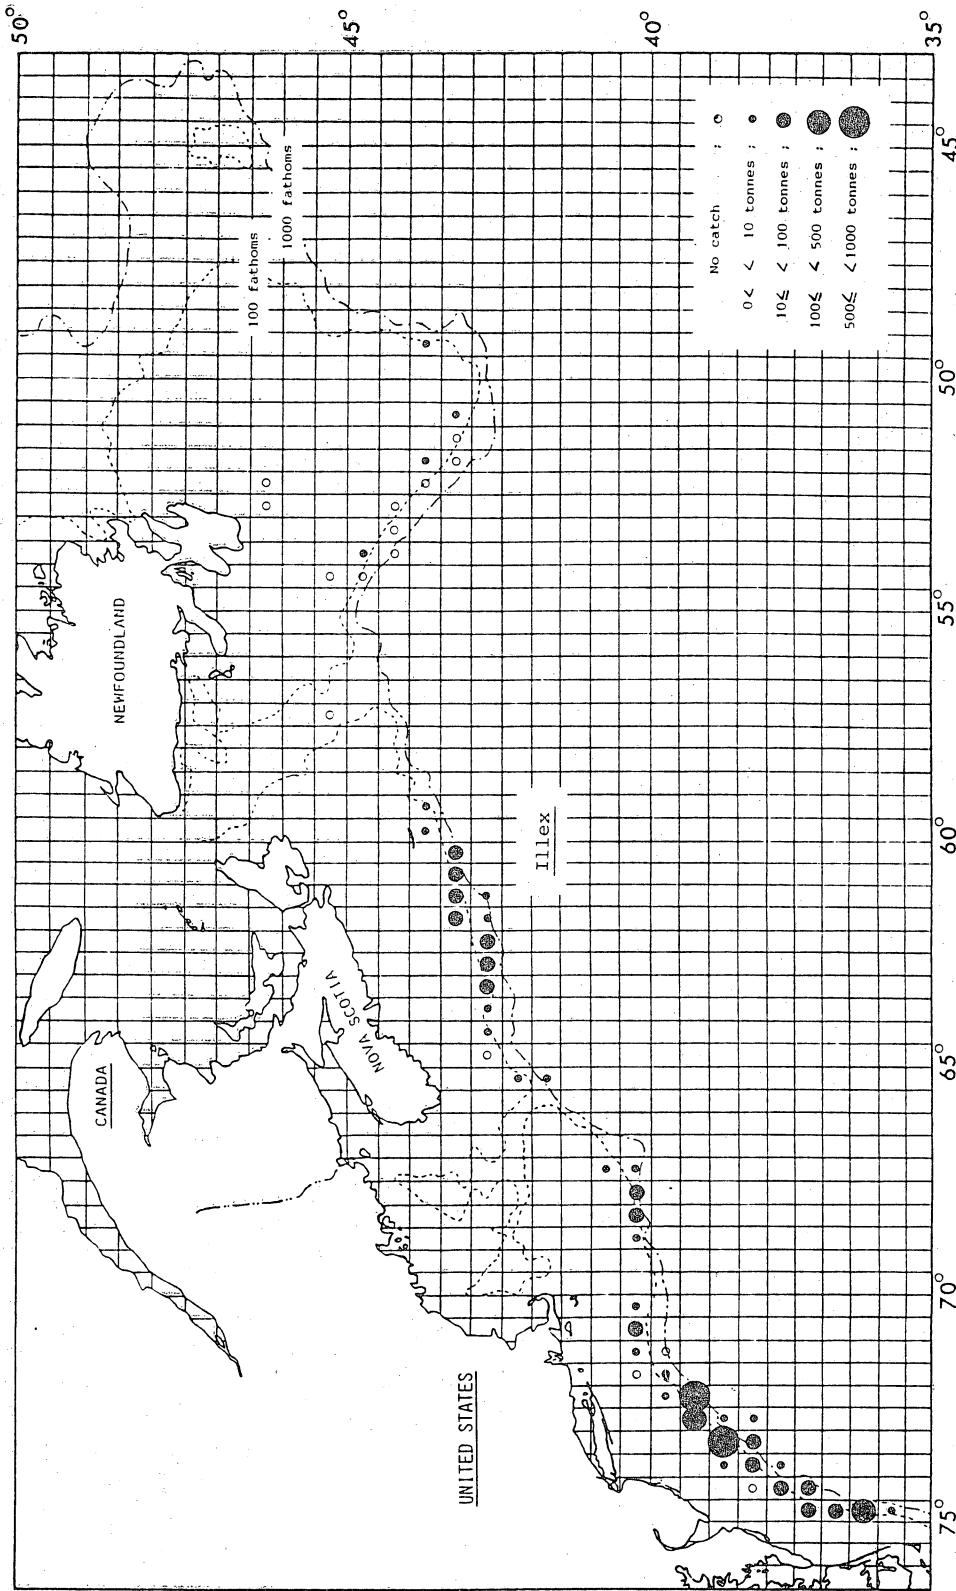 50°
45°
40°
35°
45°
50°
55°
60°
65°
70°
75°
CANADA
NEWFOUNDLAND
NOVA SCOTIA
UNITED STATES
100 fathoms
1000 fathoms
Illex
No catch ;
0 < < 10 tonnes ;
10 ≤ < 100 tonnes ;
100 ≤ < 500 tonnes ;
500 ≤ < 1000 tonnes ;